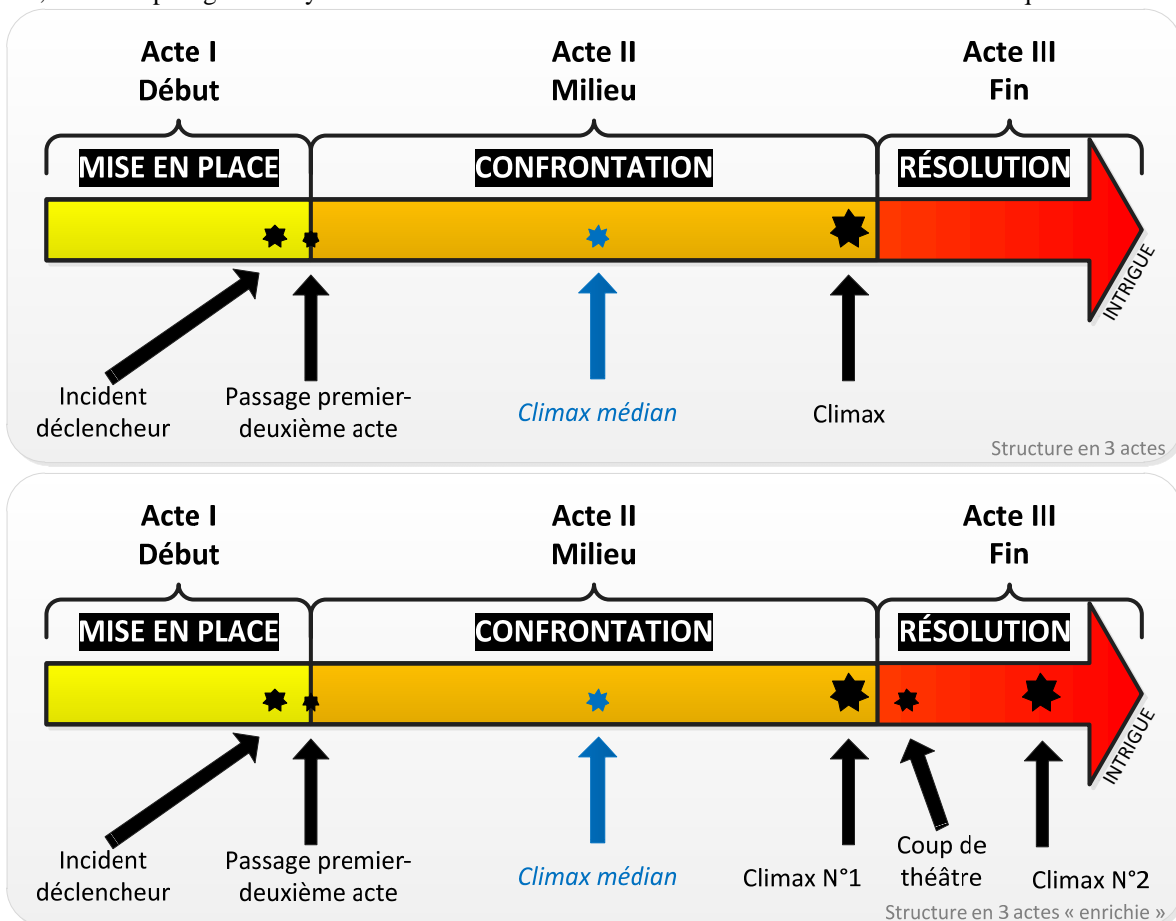 Acte I
Début
Acte II
Milieu
Acte III
Fin
MISE EN PLACE
CONFRONTATION
RÉSOLUTION
INTRIGUE
Incident
déclencheur
Passage premier-
deuxième acte
Climax médian
Climax
Structure en 3 actes
Acte I
Début
Acte II
Milieu
Acte III
Fin
MISE EN PLACE
CONFRONTATION
RÉSOLUTION
INTRIGUE
Incident
déclencheur
Passage premier-
deuxième acte
Climax médian
Climax N°1
Coup de
théâtre
Climax N°2
Structure en 3 actes « enrichie »